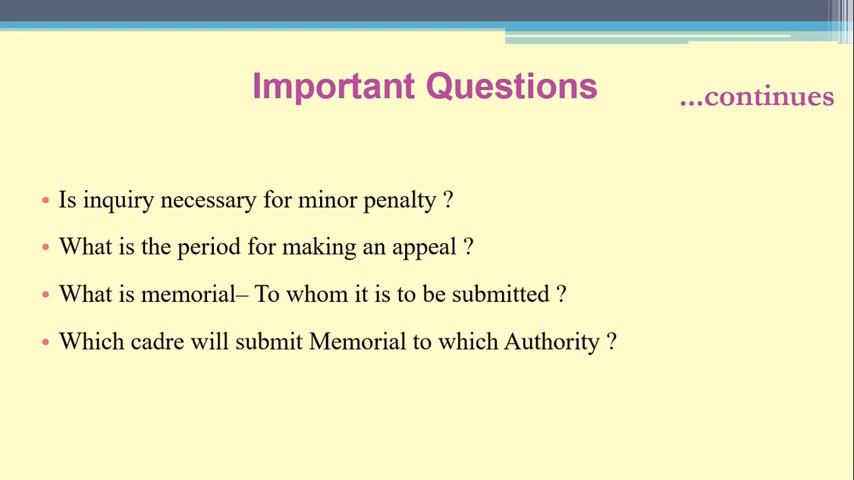 Important Questions
...continues
• Is inquiry necessary for minor penalty ?
• What is the period for making an appeal ?
• What is memorial– To whom it is to be submitted ?
• Which cadre will submit Memorial to which Authority ?